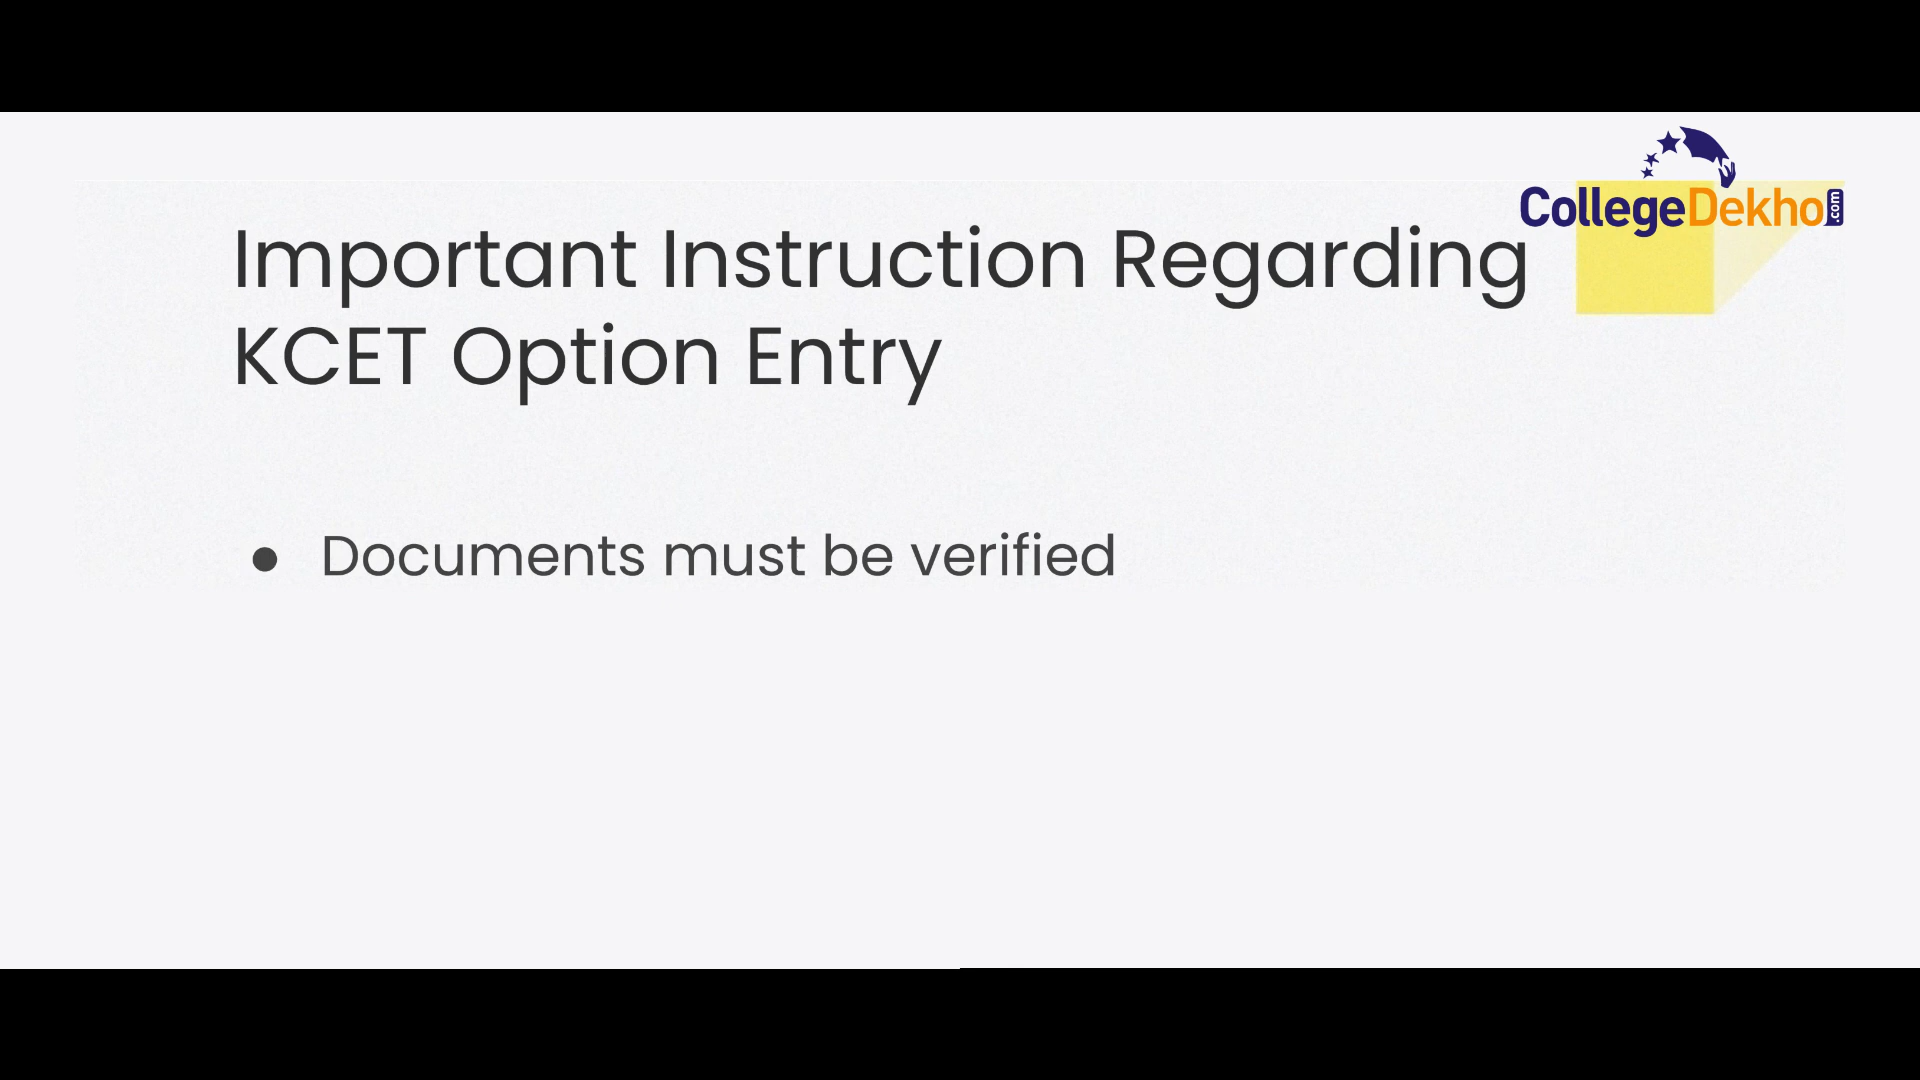 CollegeDekho.com
Important Instruction Regarding
KCET Option Entry
● Documents must be verified